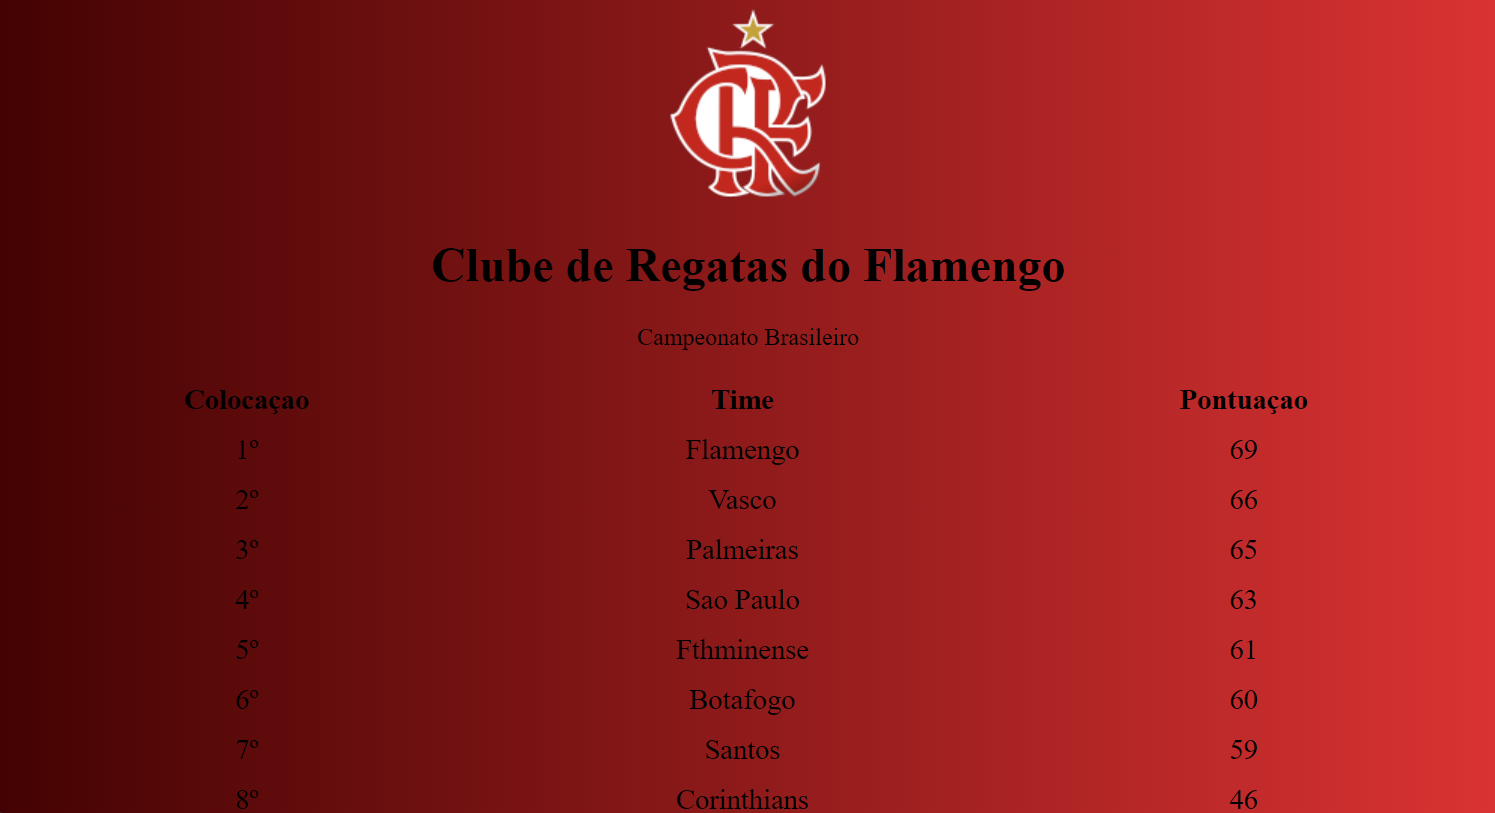 CRF
Clube de Regatas do Flamengo
Campeonato Brasileiro
Colocaçao Time Pontuaçao
1º Flamengo 69
2º Vasco 66
3º Palmeiras 65
4º Sao Paulo 63
5º Fthminense 61
6º Botafogo 60
7º Santos 59
8º Corinthians 46